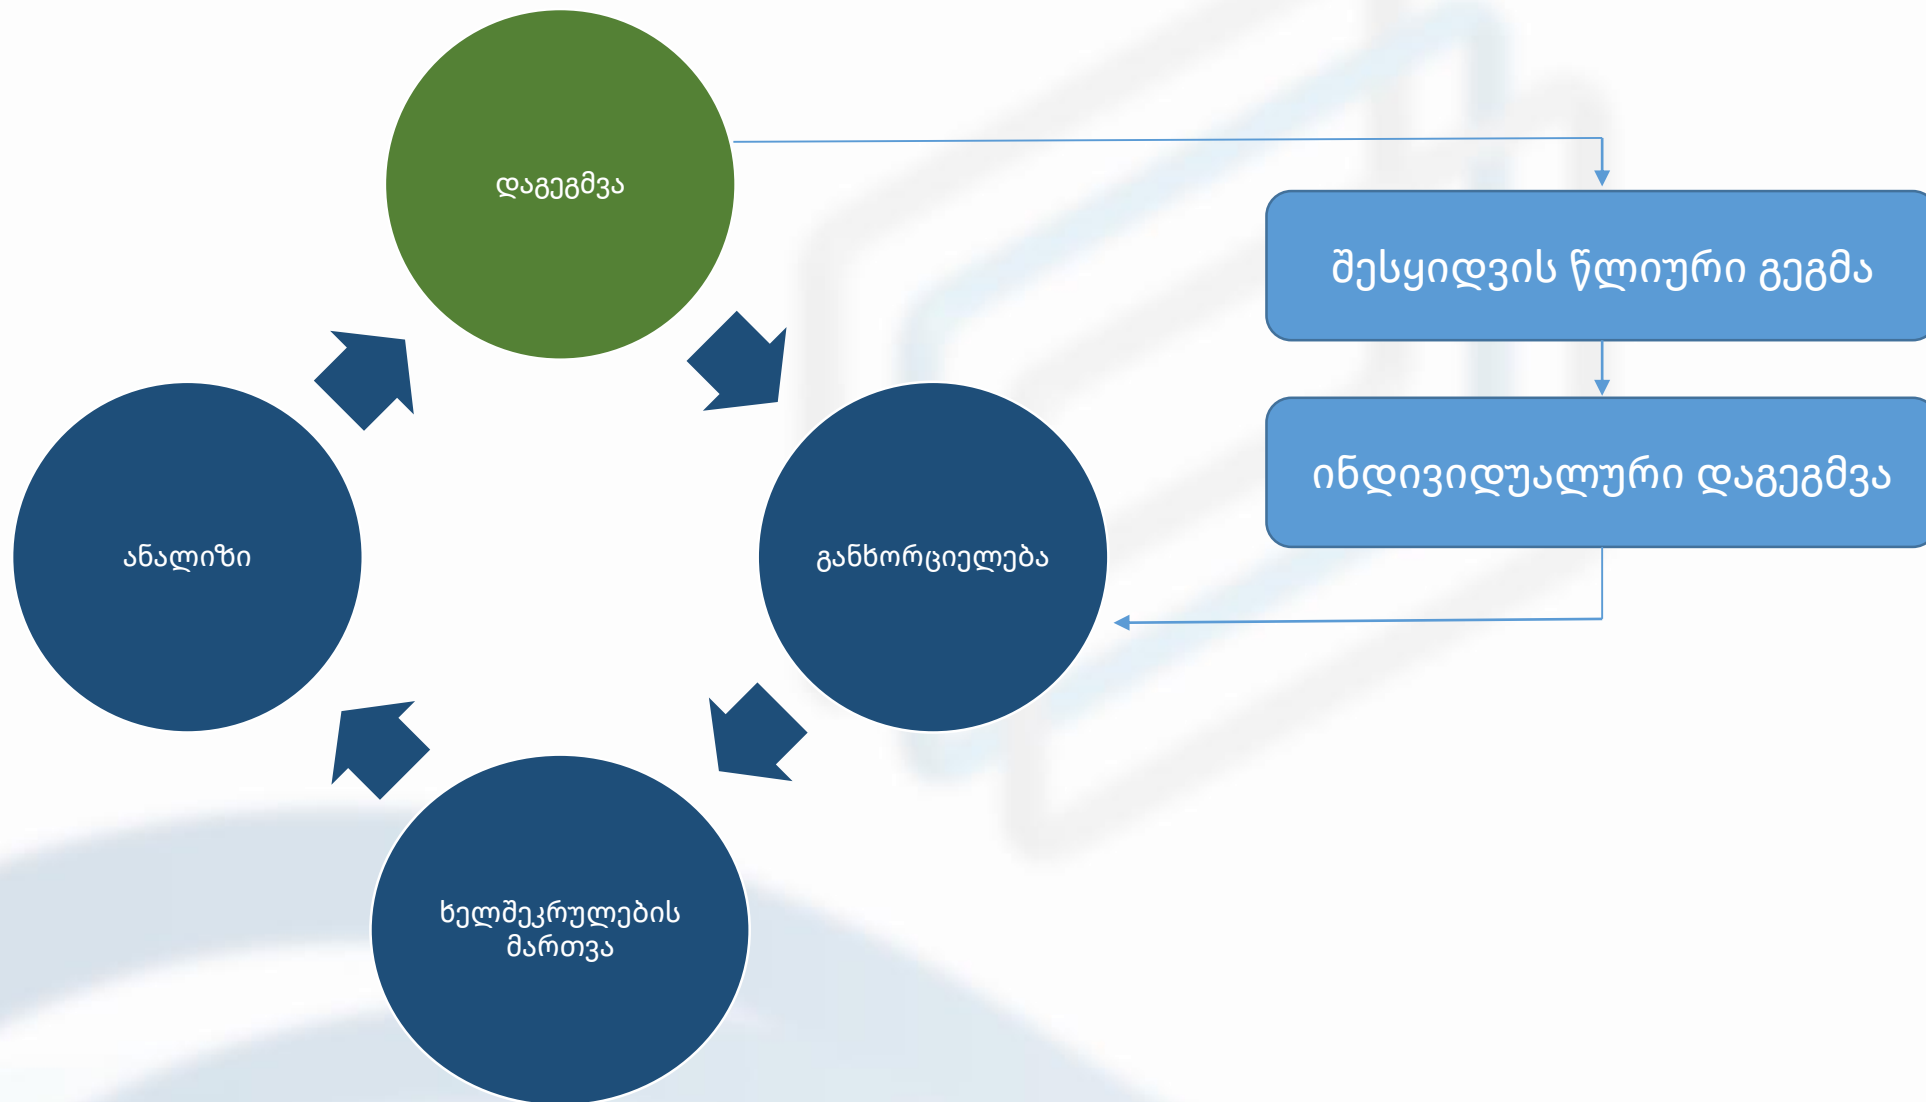 დაგეგმვა
შესყიდვის წლიური გეგმა
ინდივიდუალური დაგეგმვა
განხორციელება
ხელშეკრულების
მართვა
ანალიზი